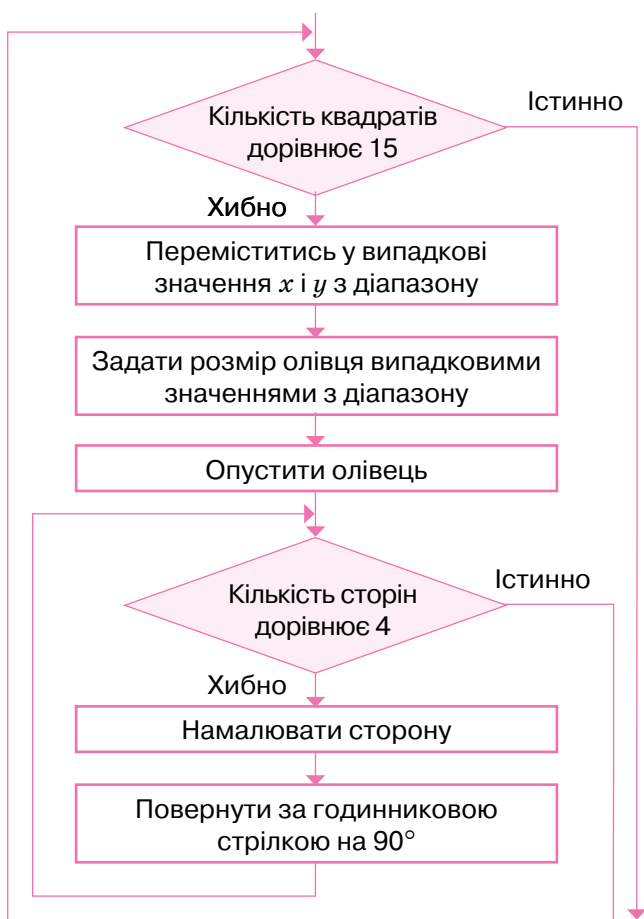 Кількість квадратів
дорівнює 15
Істинно
Хибно
Переміститись у випадкові
значення x і y з діапазону
Задати розмір олівця випадковими
значеннями з діапазону
Опустити олівець
Кількість сторін
дорівнює 4
Істинно
Хибно
Намалювати сторону
Повернути за годинниковою
стрілкою на 90°